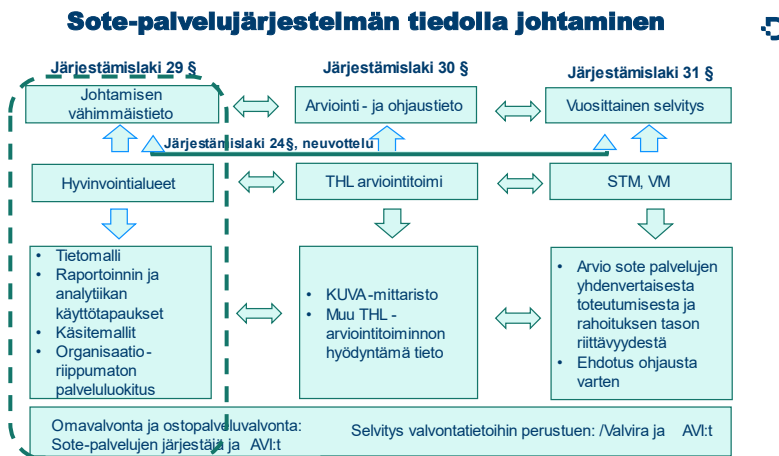 Sote-palvelujärjestelmän tiedolla johtaminen
Järjestämislaki 29 §
Järjestämislaki 30 §
Järjestämislaki 31 §
Johtamisen
vähimmäistieto
Arviointi - ja ohjaustieto
Vuosittainen selvitys
Järjestämislaki 24§, neuvottelu
Hyvinvointialueet
THL arviointitoimi
STM, VM
• Tietomalli
• Raportoinnin ja
analytiikan
käyttötapaukset
• Käsitemallit
• Organisaatio-
riippumaton
palveluluokitus
• KUVA-mittaristo
• Muu THL -
arviointitoiminnon
hyödyntämä tieto
• Arvio sote palvelujen
yhdenvertaisesta
toteutumisesta ja
rahoituksen tason
riittävyydestä
• Ehdotus ohjausta
varten
Omavalvonta ja ostopalveluvalvonta:
Sote-palvelujen järjestäjä ja AVI:t
Selvitys valvontatietoihin perustuen: /Valvira ja AVI:t